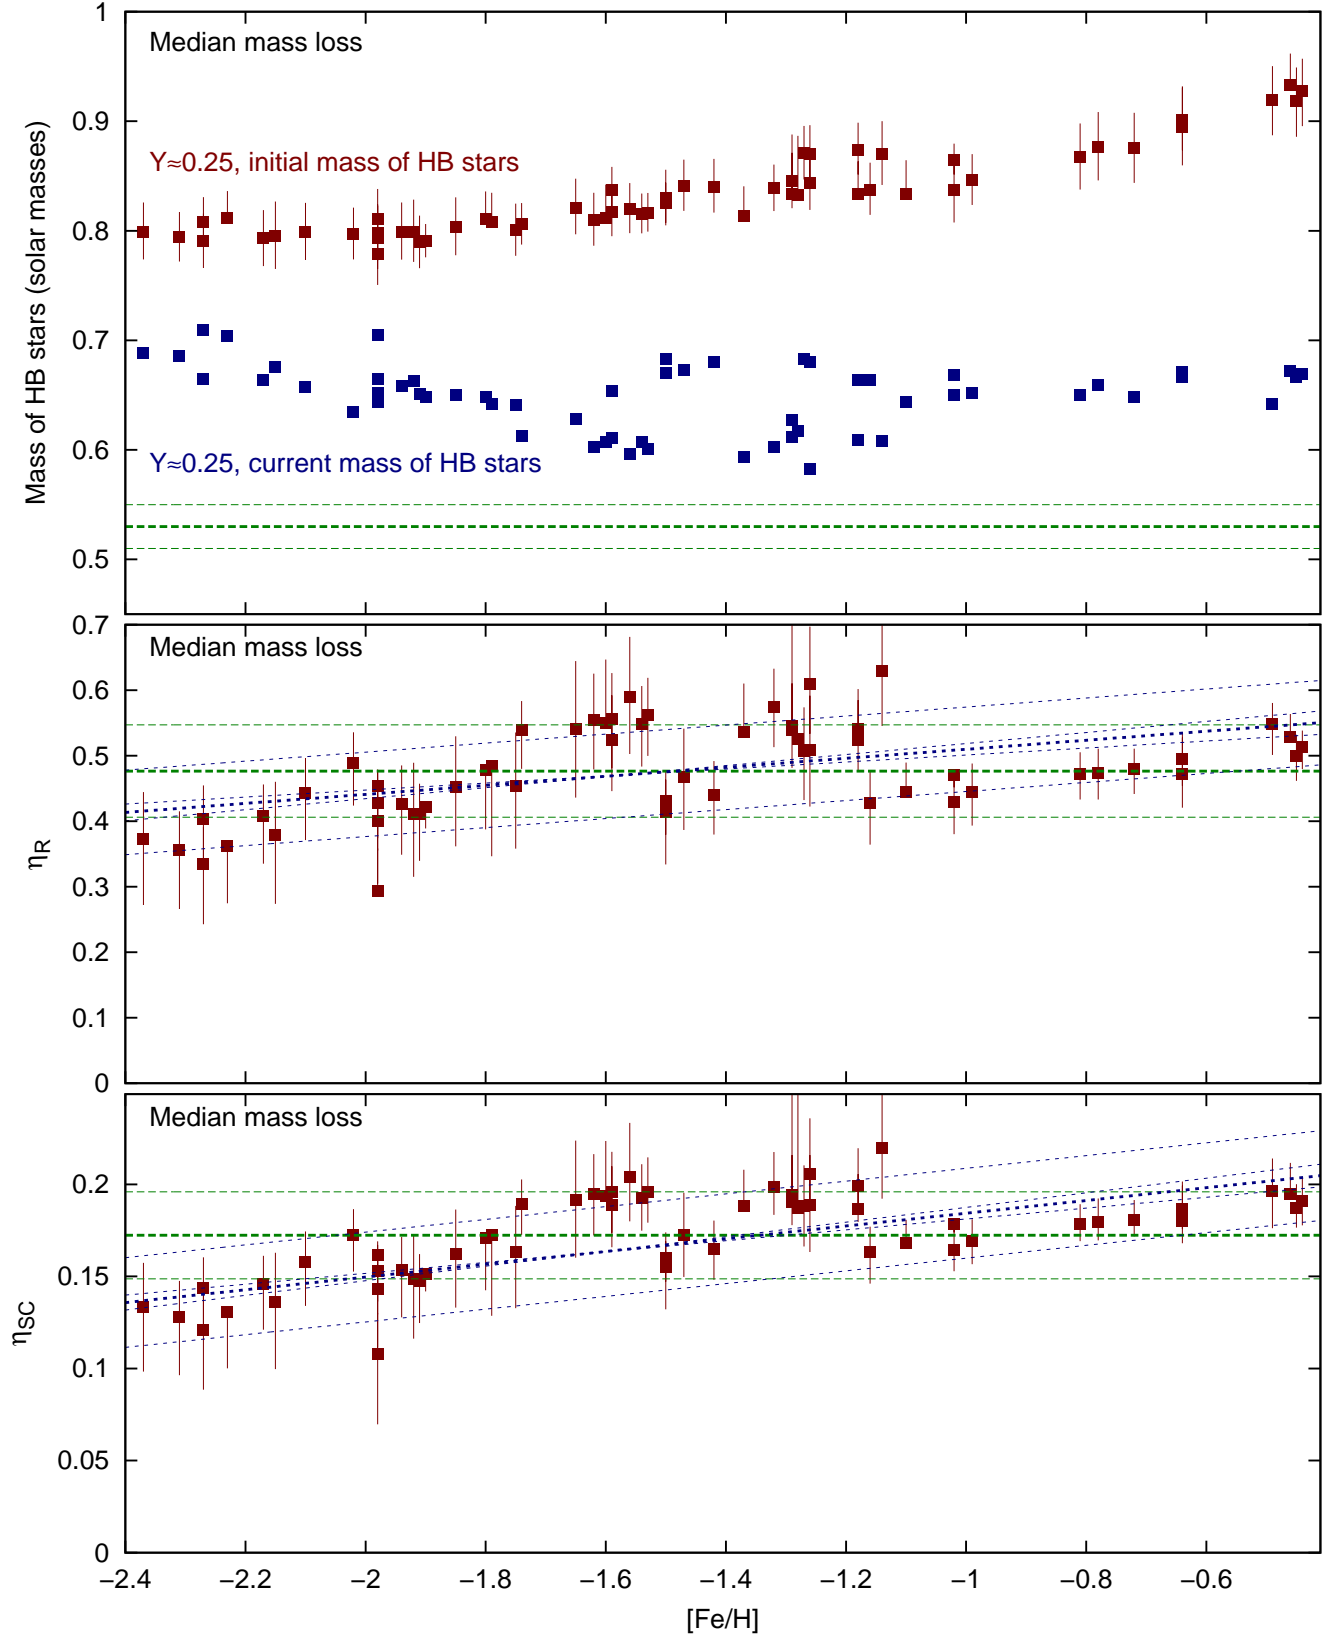 1
Median mass loss
0.9
Y≈0.25, initial mass of HB stars
0.8
Mass of HB stars (solar masses)
0.7
0.6
Y≈0.25, current mass of HB stars
0.5
0.7
Median mass loss
0.6
0.5
0.4
ηR
0.3
0.2
0.1
0
Median mass loss
0.2
0.15
ηSC
0.1
0.05
0
−2.4 −2.2 −2 −1.8 −1.6 −1.4 −1.2 −1 −0.8 −0.6
[Fe/H]